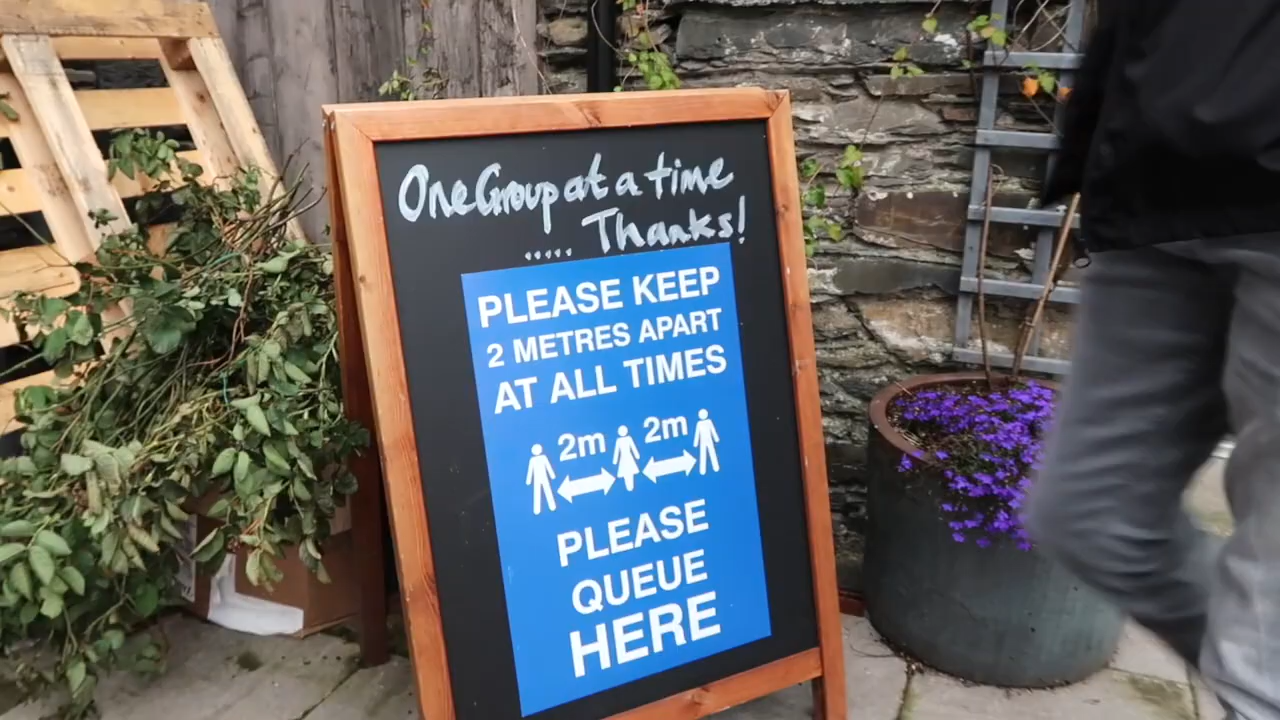 One Group at a time
..... Thanks!
PLEASE KEEP
2 METRES APART
AT ALL TIMES
2m 2m
PLEASE
QUEUE
HERE